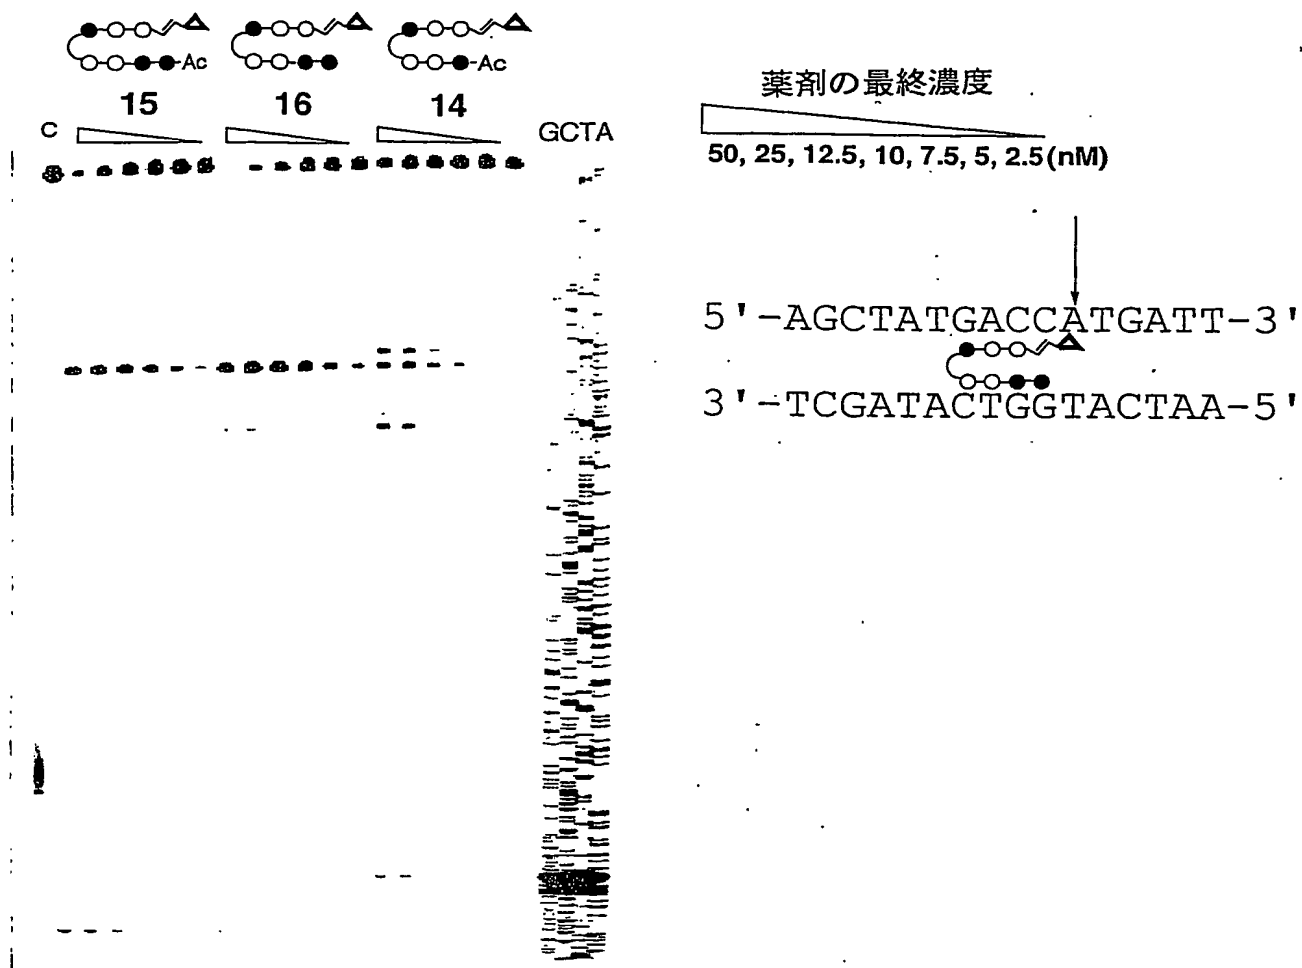 Ac
Ac
15
16
14
C
GCTA
薬剤の最終濃度
50, 25, 12.5, 10, 7.5, 5, 2.5(nM)
5'-AGCTATGACCATGATT-3'
3'-TCGATACTGGTACTAA-5'